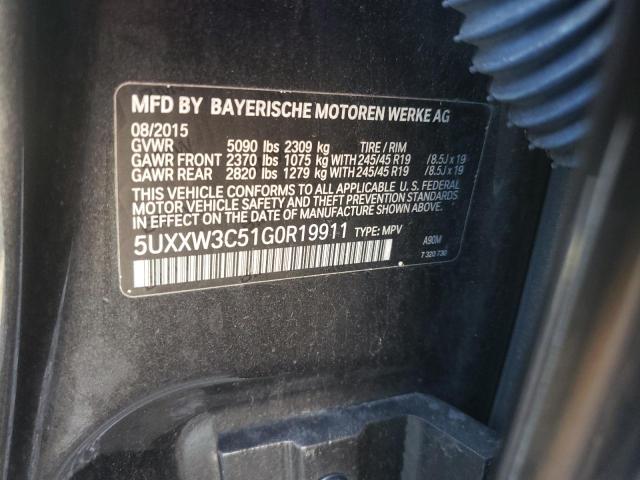 MFD BY BAYERISCHE MOTOREN WERKE AG
08/2015
GVWR 5090 lbs 2309 kg TIRE / RIM
GAWR FRONT 2370 lbs 1075 kg WITH 245/45 R19 /8.5J x 19
GAWR REAR 2820 lbs 1279 kg WITH 245/45 R19 /8.5J x 19
THIS VEHICLE CONFORMS TO ALL APPLICABLE U. S. FEDERAL
MOTOR VEHICLE SAFETY AND THEFT PREVENTION STANDARDS
IN EFFECT ON THE DATE OF MANUFACTURE SHOWN ABOVE.
5UXXW3C51G0R19911 TYPE: MPV A90M
7 320 730